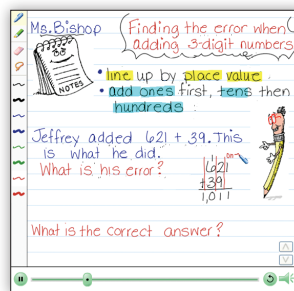 Ms. Bishop
Finding the error when
adding 3-digit numbers
NOTES
• line up by place value
• add ones first, tens then
hundreds
Jeffrey added 621 + 39. This
is what he did.
What is his error?
1
621
+39
1,011
What is the correct answer?